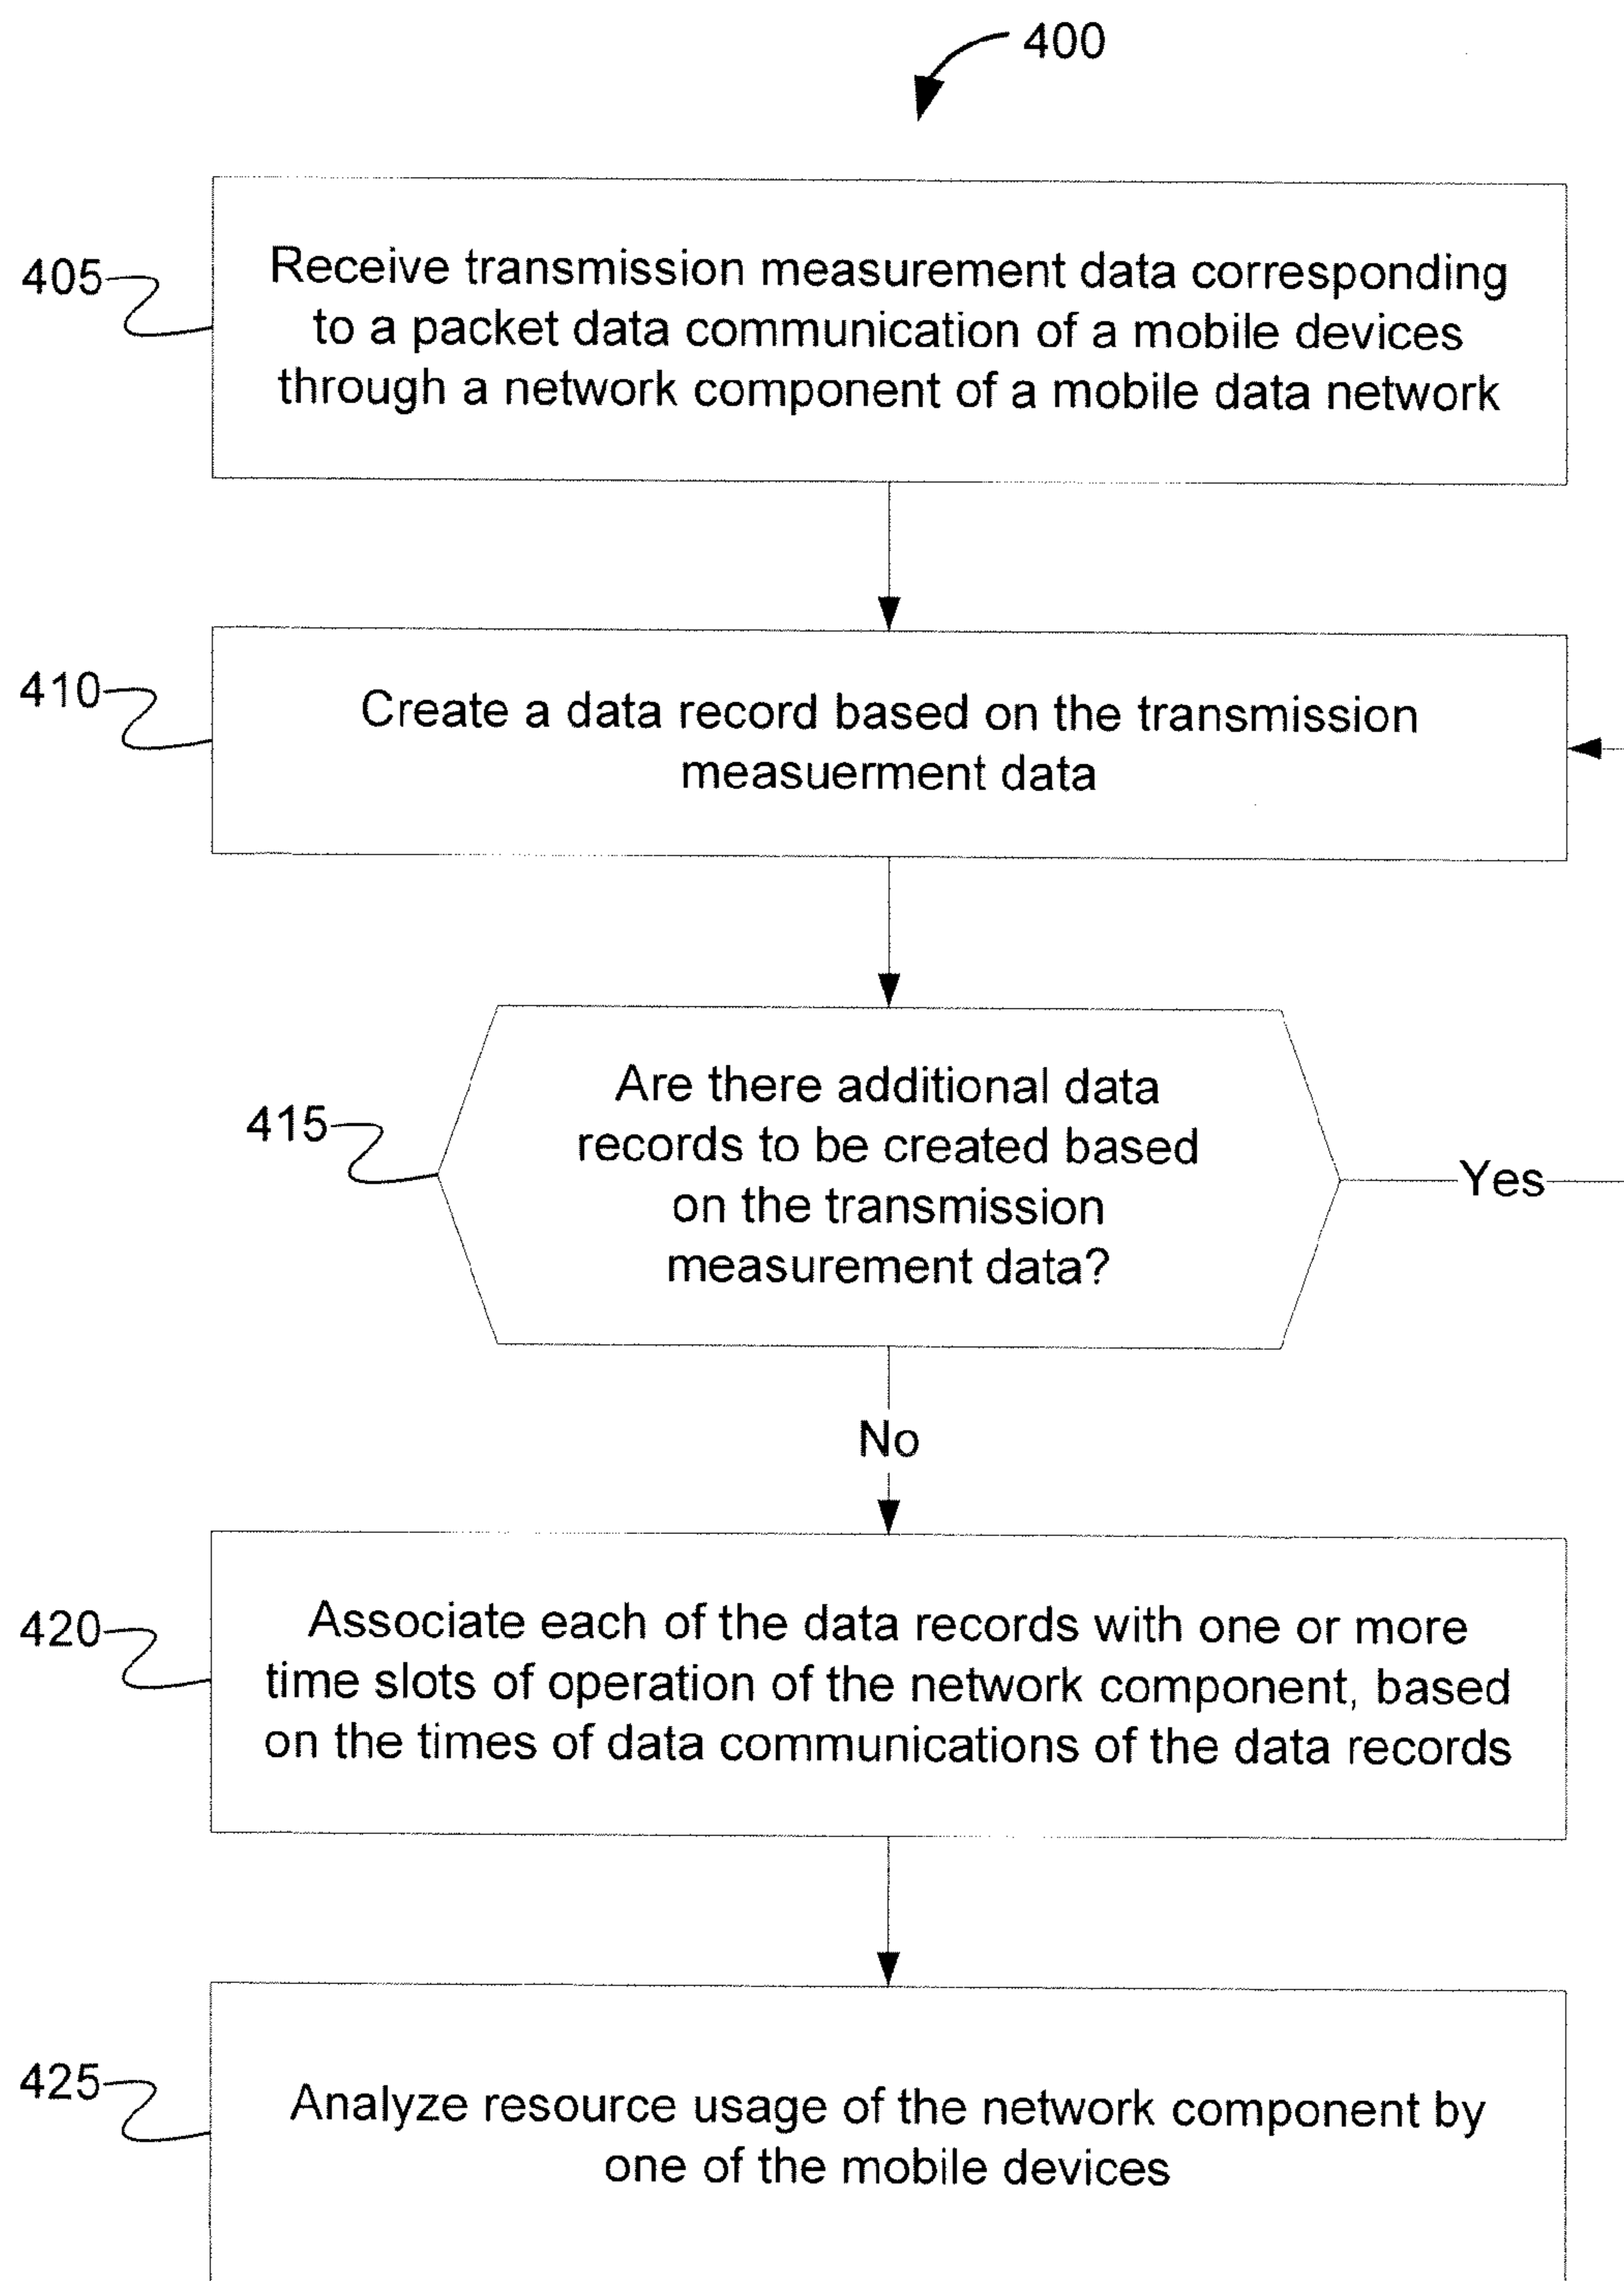 400
405
Receive transmission measurement data corresponding
to a packet data communication of a mobile devices
through a network component of a mobile data network
410
Create a data record based on the transmission
measuerment data
415
Are there additional data
records to be created based
on the transmission
measurement data?
Yes
No
420
Associate each of the data records with one or more
time slots of operation of the network component, based
on the times of data communications of the data records
425
Analyze resource usage of the network component by
one of the mobile devices